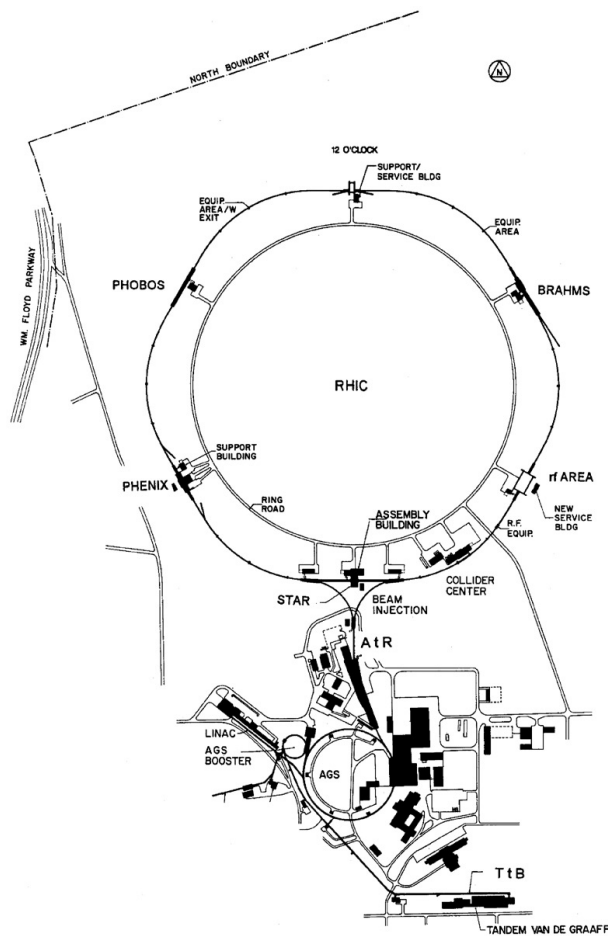 NORTH BOUNDARY
N
12 O'CLOCK
SUPPORT/
SERVICE BLDG
EQUIP.
AREA/W
EXIT
EQUIP.
AREA
WM. FLOYD PARKWAY
PHOBOS
BRAHMS
RHIC
SUPPORT
BUILDING
PHENIX
rf AREA
RING
ROAD
ASSEMBLY
BUILDING
NEW
SERVICE
BLDG
R.F.
EQUIP.
COLLIDER
CENTER
STAR
BEAM
INJECTION
AtR
LINAC
AGS
BOOSTER
AGS
TtB
TANDEM VAN DE GRAAFF